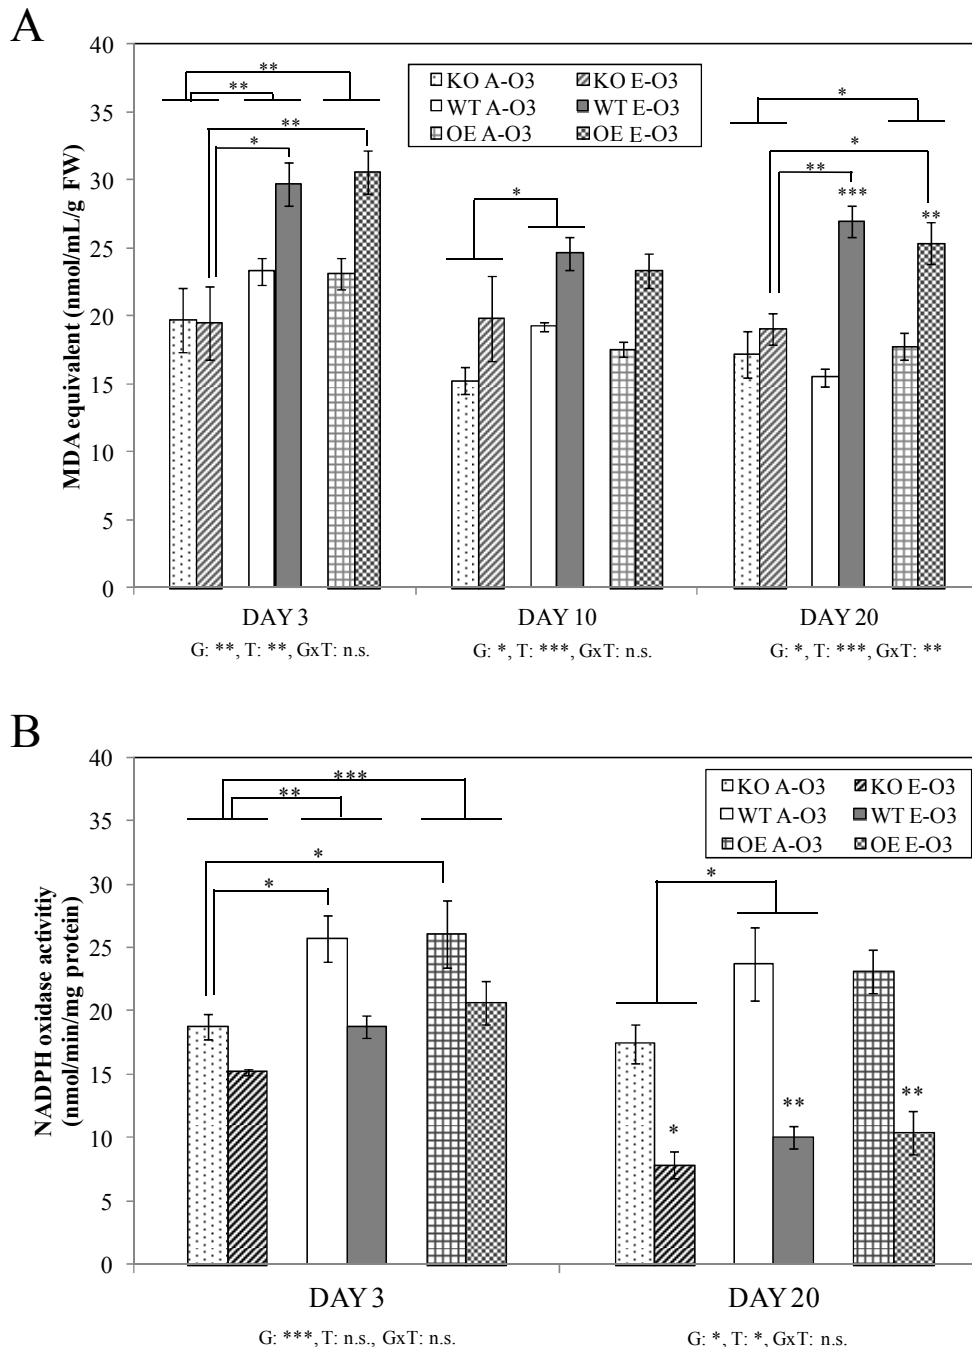 A
40
35
30
25
20
15
10
5
0
MDA equivalent (nmol/mL/g FW)
KO A-O3 KO E-O3
WT A-O3 WT E-O3
OE A-O3 OE E-O3
**
**
**
*
*
*
*
**
***
**
DAY 3 DAY 10 DAY 20
G: **, T: **, GxT: n.s. G: *, T: ***, GxT: n.s. G: *, T: ***, GxT: **
B
40
35
30
25
20
15
10
5
0
NADPH oxidase activitiy
(nmol/min/mg protein)
KO A-O3 KO E-O3
WT A-O3 WT E-O3
OE A-O3 OE E-O3
***
**
*
*
*
*
**
**
DAY 3 DAY 20
G: ***, T: n.s., GxT: n.s. G: *, T: *, GxT: n.s.